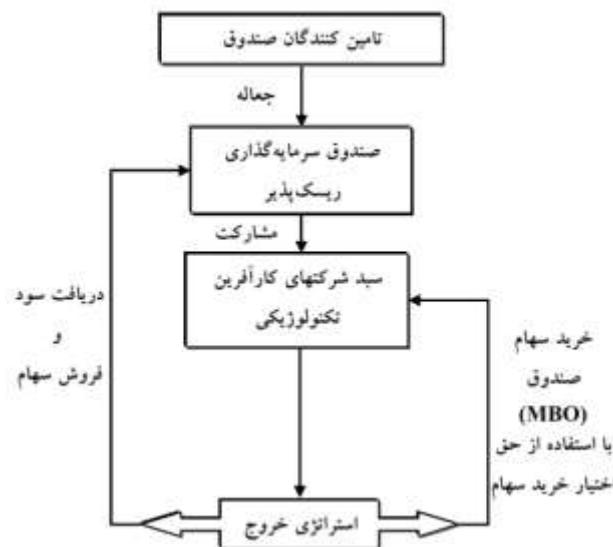 تامین کنندگان صندوق
جعاله
صندوق سرمایه‌گذاری
ریسک‌پذیر
مشارکت
سبد شرکتهای کارآفرین
تکنولوژیکی
دریافت سود
و
فروش سهام
خرید سهام
صندوق
(MBO)
با استفاده از حق
ختیار خرید سهام
استراتژی خروج